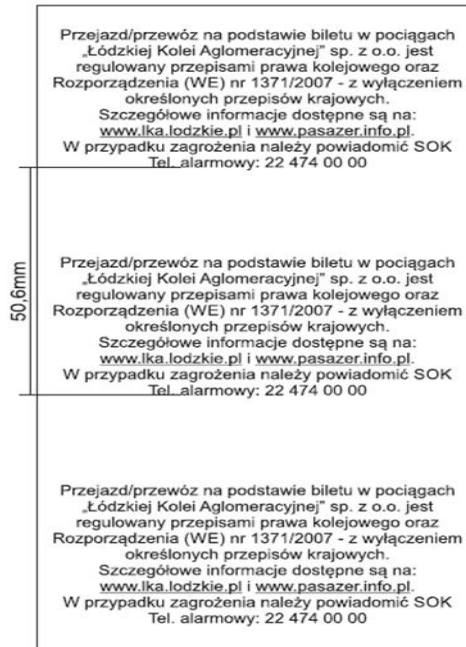 Przejazd/przewóz na podstawie biletu w pociągach
„Łódzkiej Kolei Aglomeracyjnej” sp. z o.o. jest
regulowany przepisami prawa kolejowego oraz
Rozporządzenia (WE) nr 1371/2007 - z wyłączeniem
określonych przepisów krajowych.
Szczegółowe informacje dostępne są na:
www.lka.lodzkie.pl i www.pasazer.info.pl.
W przypadku zagrożenia należy powiadomić SOK
Tel. alarmowy: 22 474 00 00
50,6mm
Przejazd/przewóz na podstawie biletu w pociągach
„Łódzkiej Kolei Aglomeracyjnej” sp. z o.o. jest
regulowany przepisami prawa kolejowego oraz
Rozporządzenia (WE) nr 1371/2007 - z wyłączeniem
określonych przepisów krajowych.
Szczegółowe informacje dostępne są na:
www.lka.lodzkie.pl i www.pasazer.info.pl.
W przypadku zagrożenia należy powiadomić SOK
Tel. alarmowy: 22 474 00 00
Przejazd/przewóz na podstawie biletu w pociągach
„Łódzkiej Kolei Aglomeracyjnej” sp. z o.o. jest
regulowany przepisami prawa kolejowego oraz
Rozporządzenia (WE) nr 1371/2007 - z wyłączeniem
określonych przepisów krajowych.
Szczegółowe informacje dostępne są na:
www.lka.lodzkie.pl i www.pasazer.info.pl.
W przypadku zagrożenia należy powiadomić SOK
Tel. alarmowy: 22 474 00 00